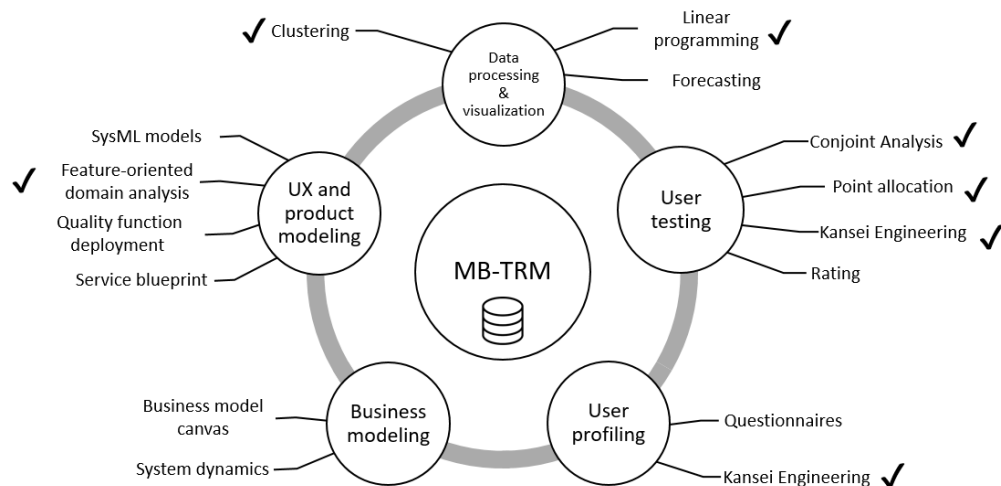 Clustering
Linear
programming
Forecasting
Data
processing
&
visualization
SysML models
Feature-oriented
domain analysis
Quality function
deployment
Service blueprint
UX and
product
modeling
Conjoint Analysis
Point allocation
Kansei Engineering
Rating
User
testing
MB-TRM
Business model
canvas
System dynamics
Business
modeling
User
profiling
Questionnaires
Kansei Engineering